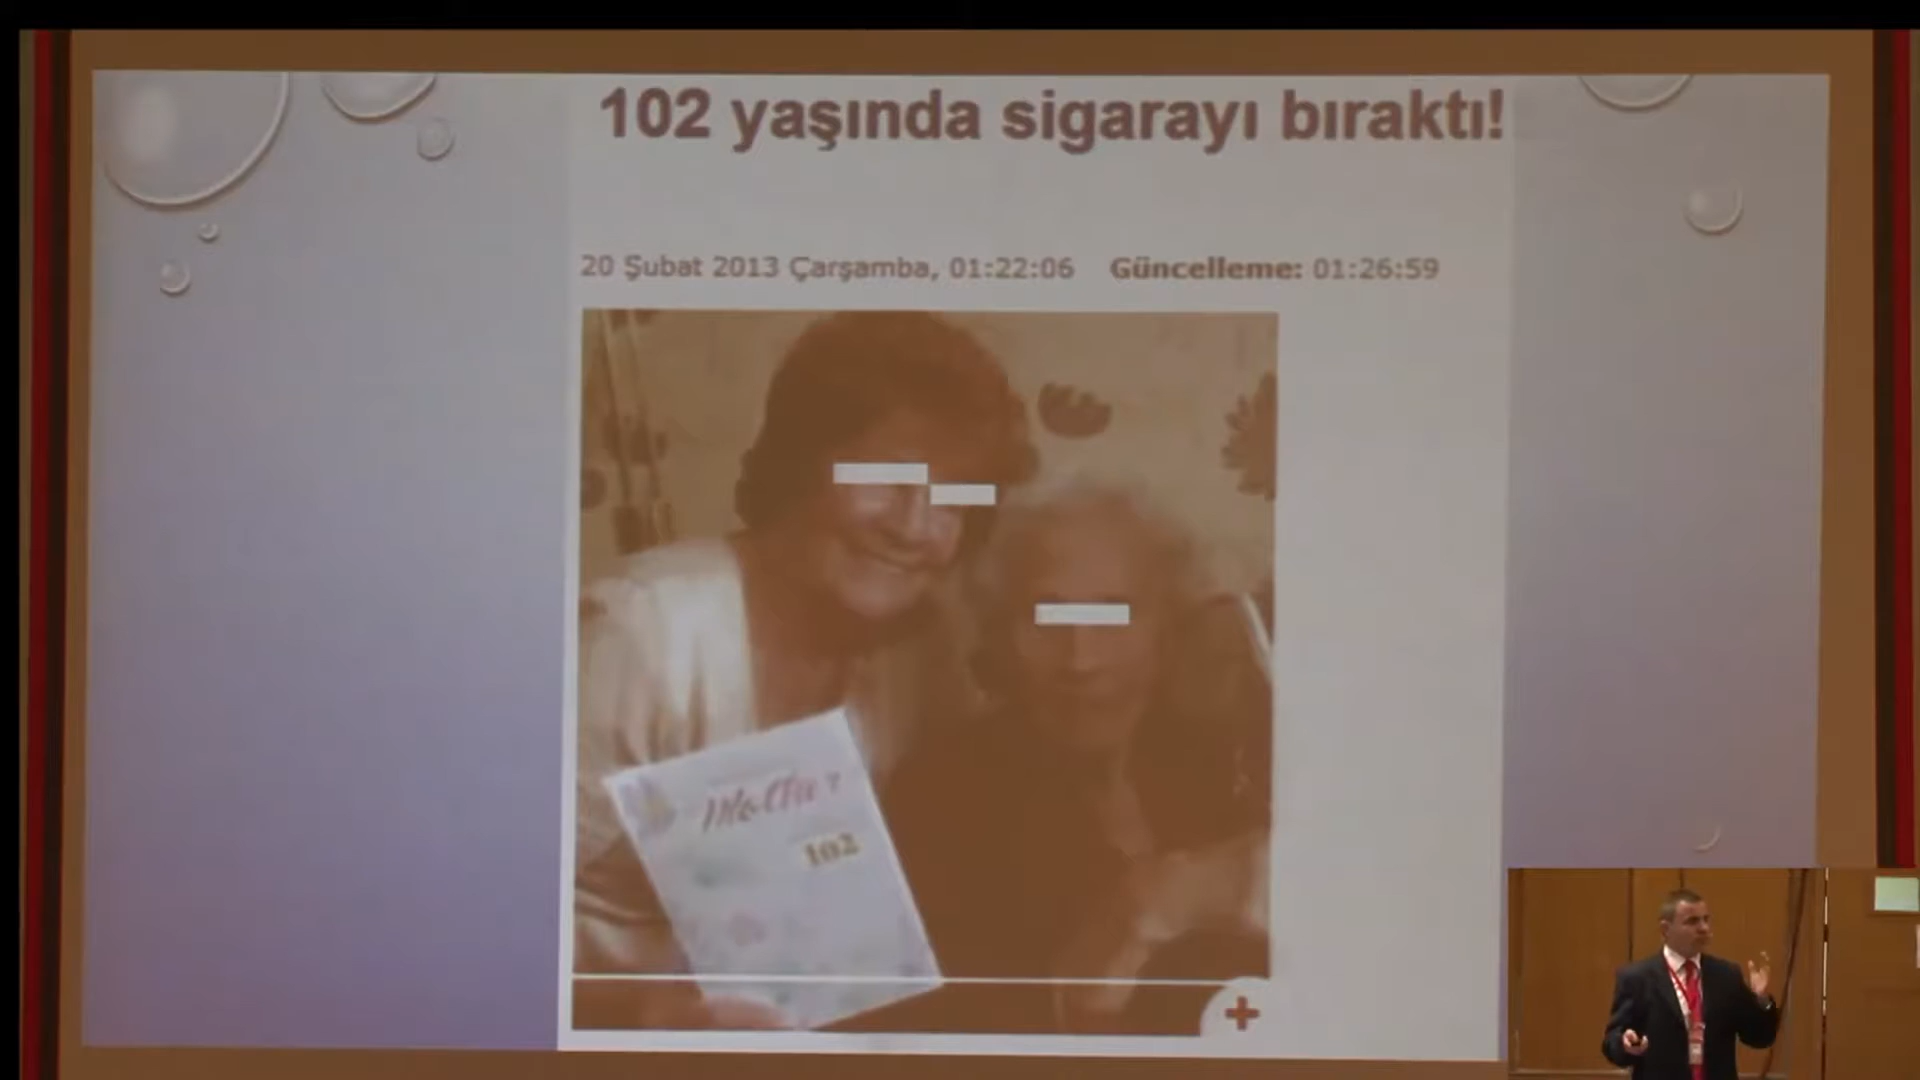 102 yaşında sigarayı bıraktı!
20 Şubat 2013 Çarşamba, 01:22:06 Güncelleme: 01:26:59
102